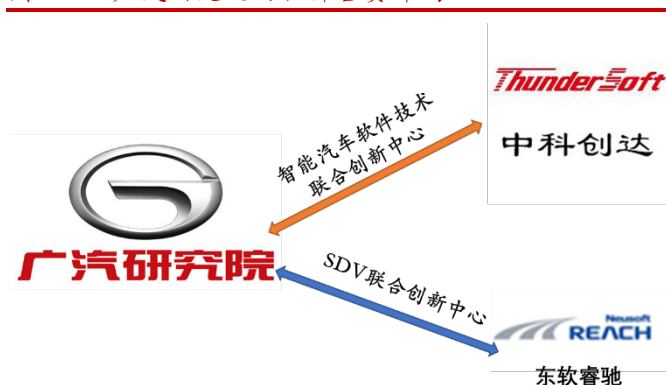 ThunderSoft
中科创达
智能汽车软件技术
联合创新中心
广汽研究院
SDV联合创新中心
Neusoft
REACH
东软睿驰